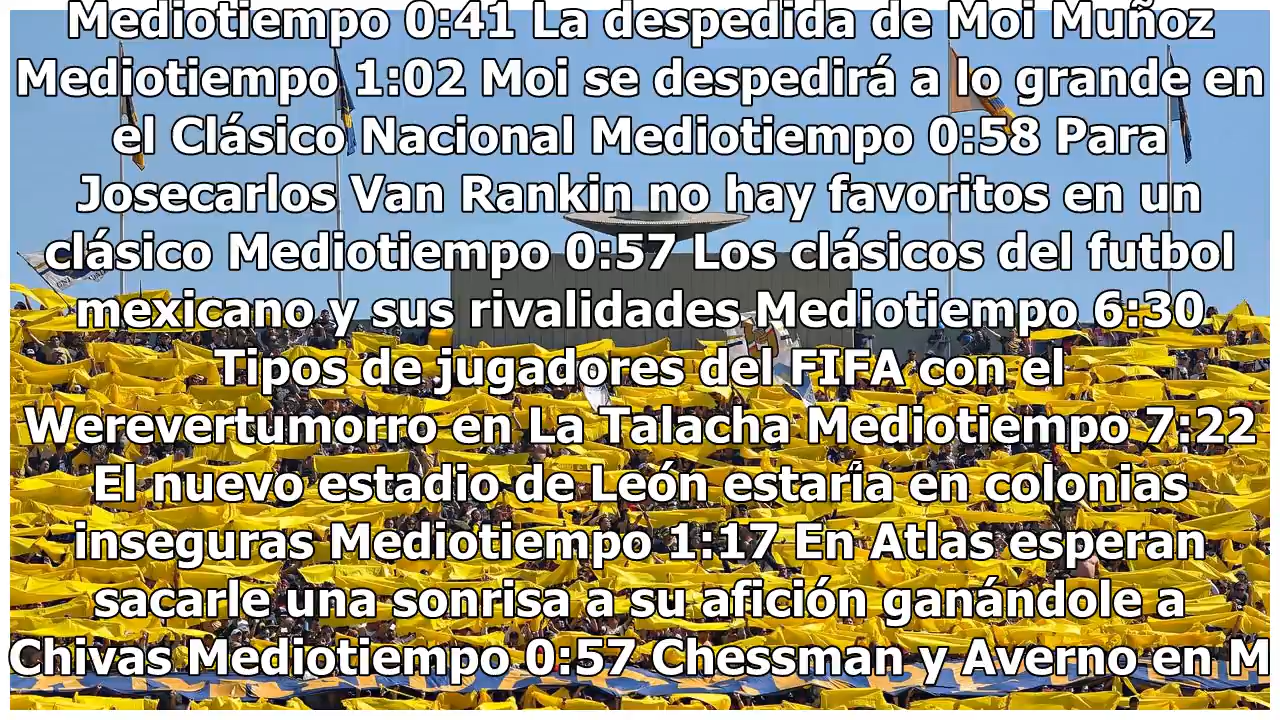 Mediotiempo 0:41 La despedida de Moi Muñoz
Mediotiempo 1:02 Moi se despedirá a lo grande en
el Clásico Nacional Mediotiempo 0:58 Para
Josecarlos Van Rankin no hay favoritos en un
clásico Mediotiempo 0:57 Los clásicos del futbol
mexicano y sus rivalidades Mediotiempo 6:30
Tipos de jugadores del FIFA con el
Werevertumorro en La Talacha Mediotiempo 7:22
El nuevo estadio de León estaría en colonias
inseguras Mediotiempo 1:17 En Atlas esperan
sacarle una sonrisa a su afición ganándole a
Chivas Mediotiempo 0:57 Chessman y Averno en M